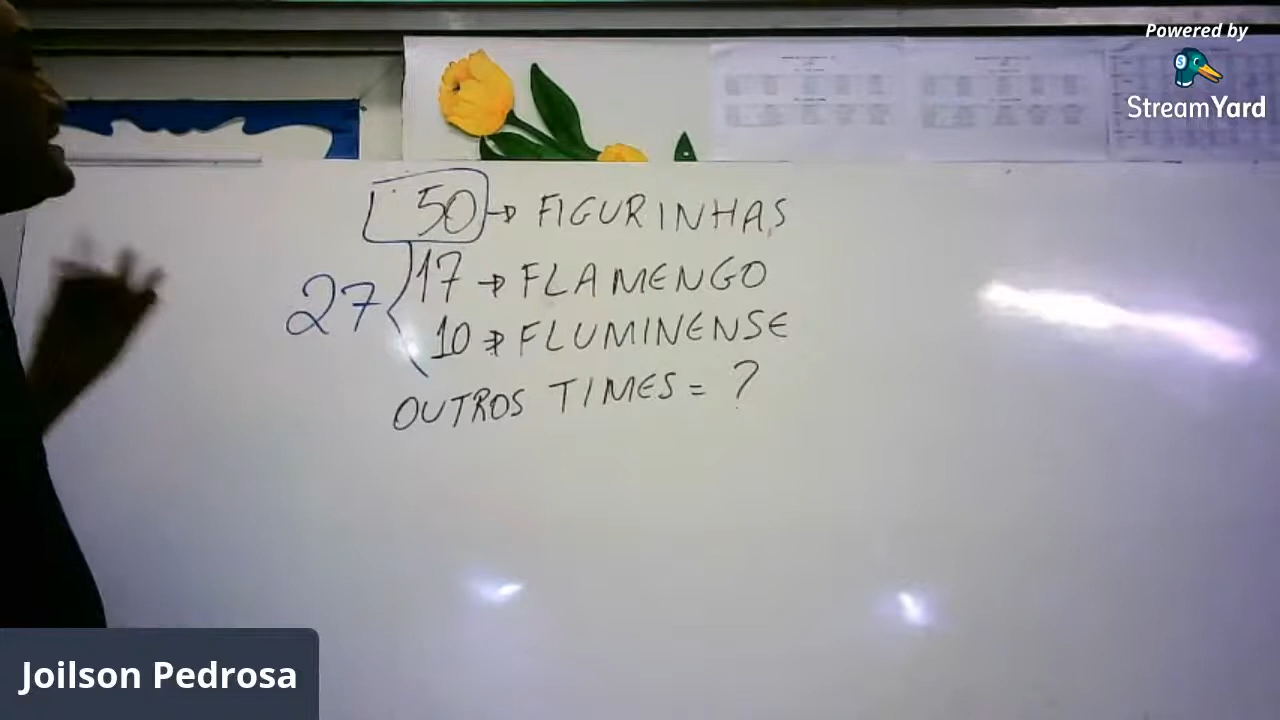 Powered by
StreamYard
50 → FIGURINHAS
17 → FLAMENGO
27
10 → FLUMINENSE
OUTROS TIMES = ?
Joilson Pedrosa